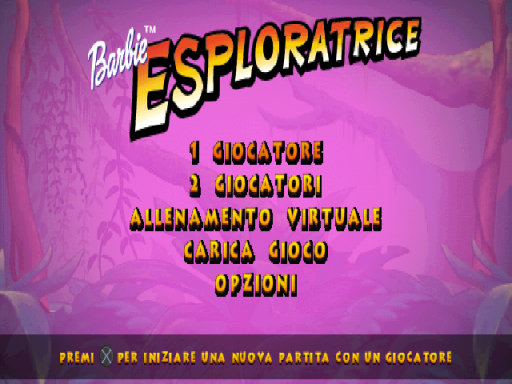 Barbie™
ESPLORATRICE
1 GIOCATORE
2 GIOCATORI
ALLENAMENTO VIRTUALE
CARICA GIOCO
OPZIONI
PREMI X PER INIZIARE UNA NUOVA PARTITA CON UN GIOCATORE